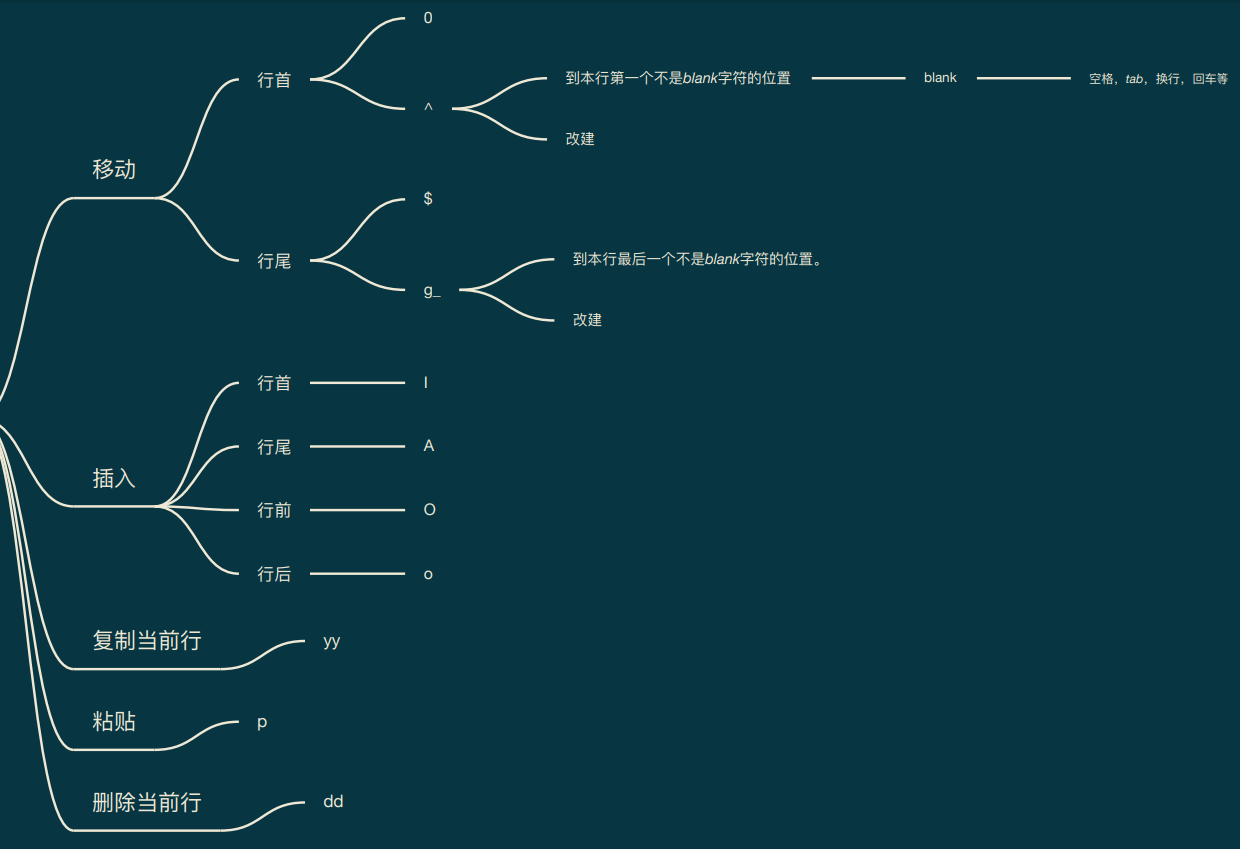 移动
行首
0
^
到本行第一个不是blank字符的位置
blank
空格，tab，换行，回车等
改建
行尾
$
g_
到本行最后一个不是blank字符的位置。
改建
插入
行首
I
行尾
A
行前
O
行后
o
复制当前行
yy
粘贴
p
删除当前行
dd